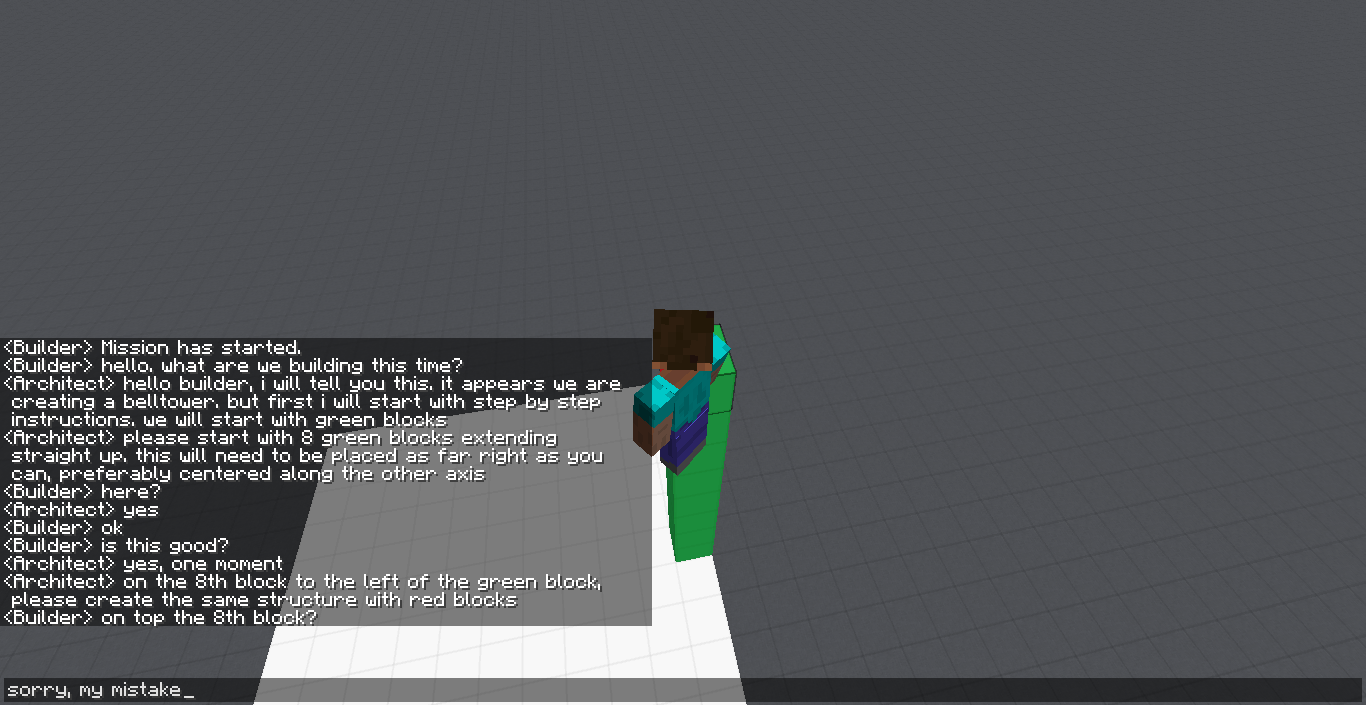 <Builder> Mission has started.
<Builder> hello. what are we building this time?
<Architect> hello builder, i will tell you this. it appears we are
creating a belltower. but first i will start with step by step
instructions. we will start with green blocks
<Architect> please start with 8 green blocks extending
straight up. this will need to be placed as far right as you
can, preferably centered along the other axis
<Builder> here?
<Architect> yes
<Builder> ok
<Builder> is this good?
<Architect> yes, one moment
<Architect> on the 8th block to the left of the green block,
please create the same structure with red blocks
<Builder> on top the 8th block?
sorry, my mistake_